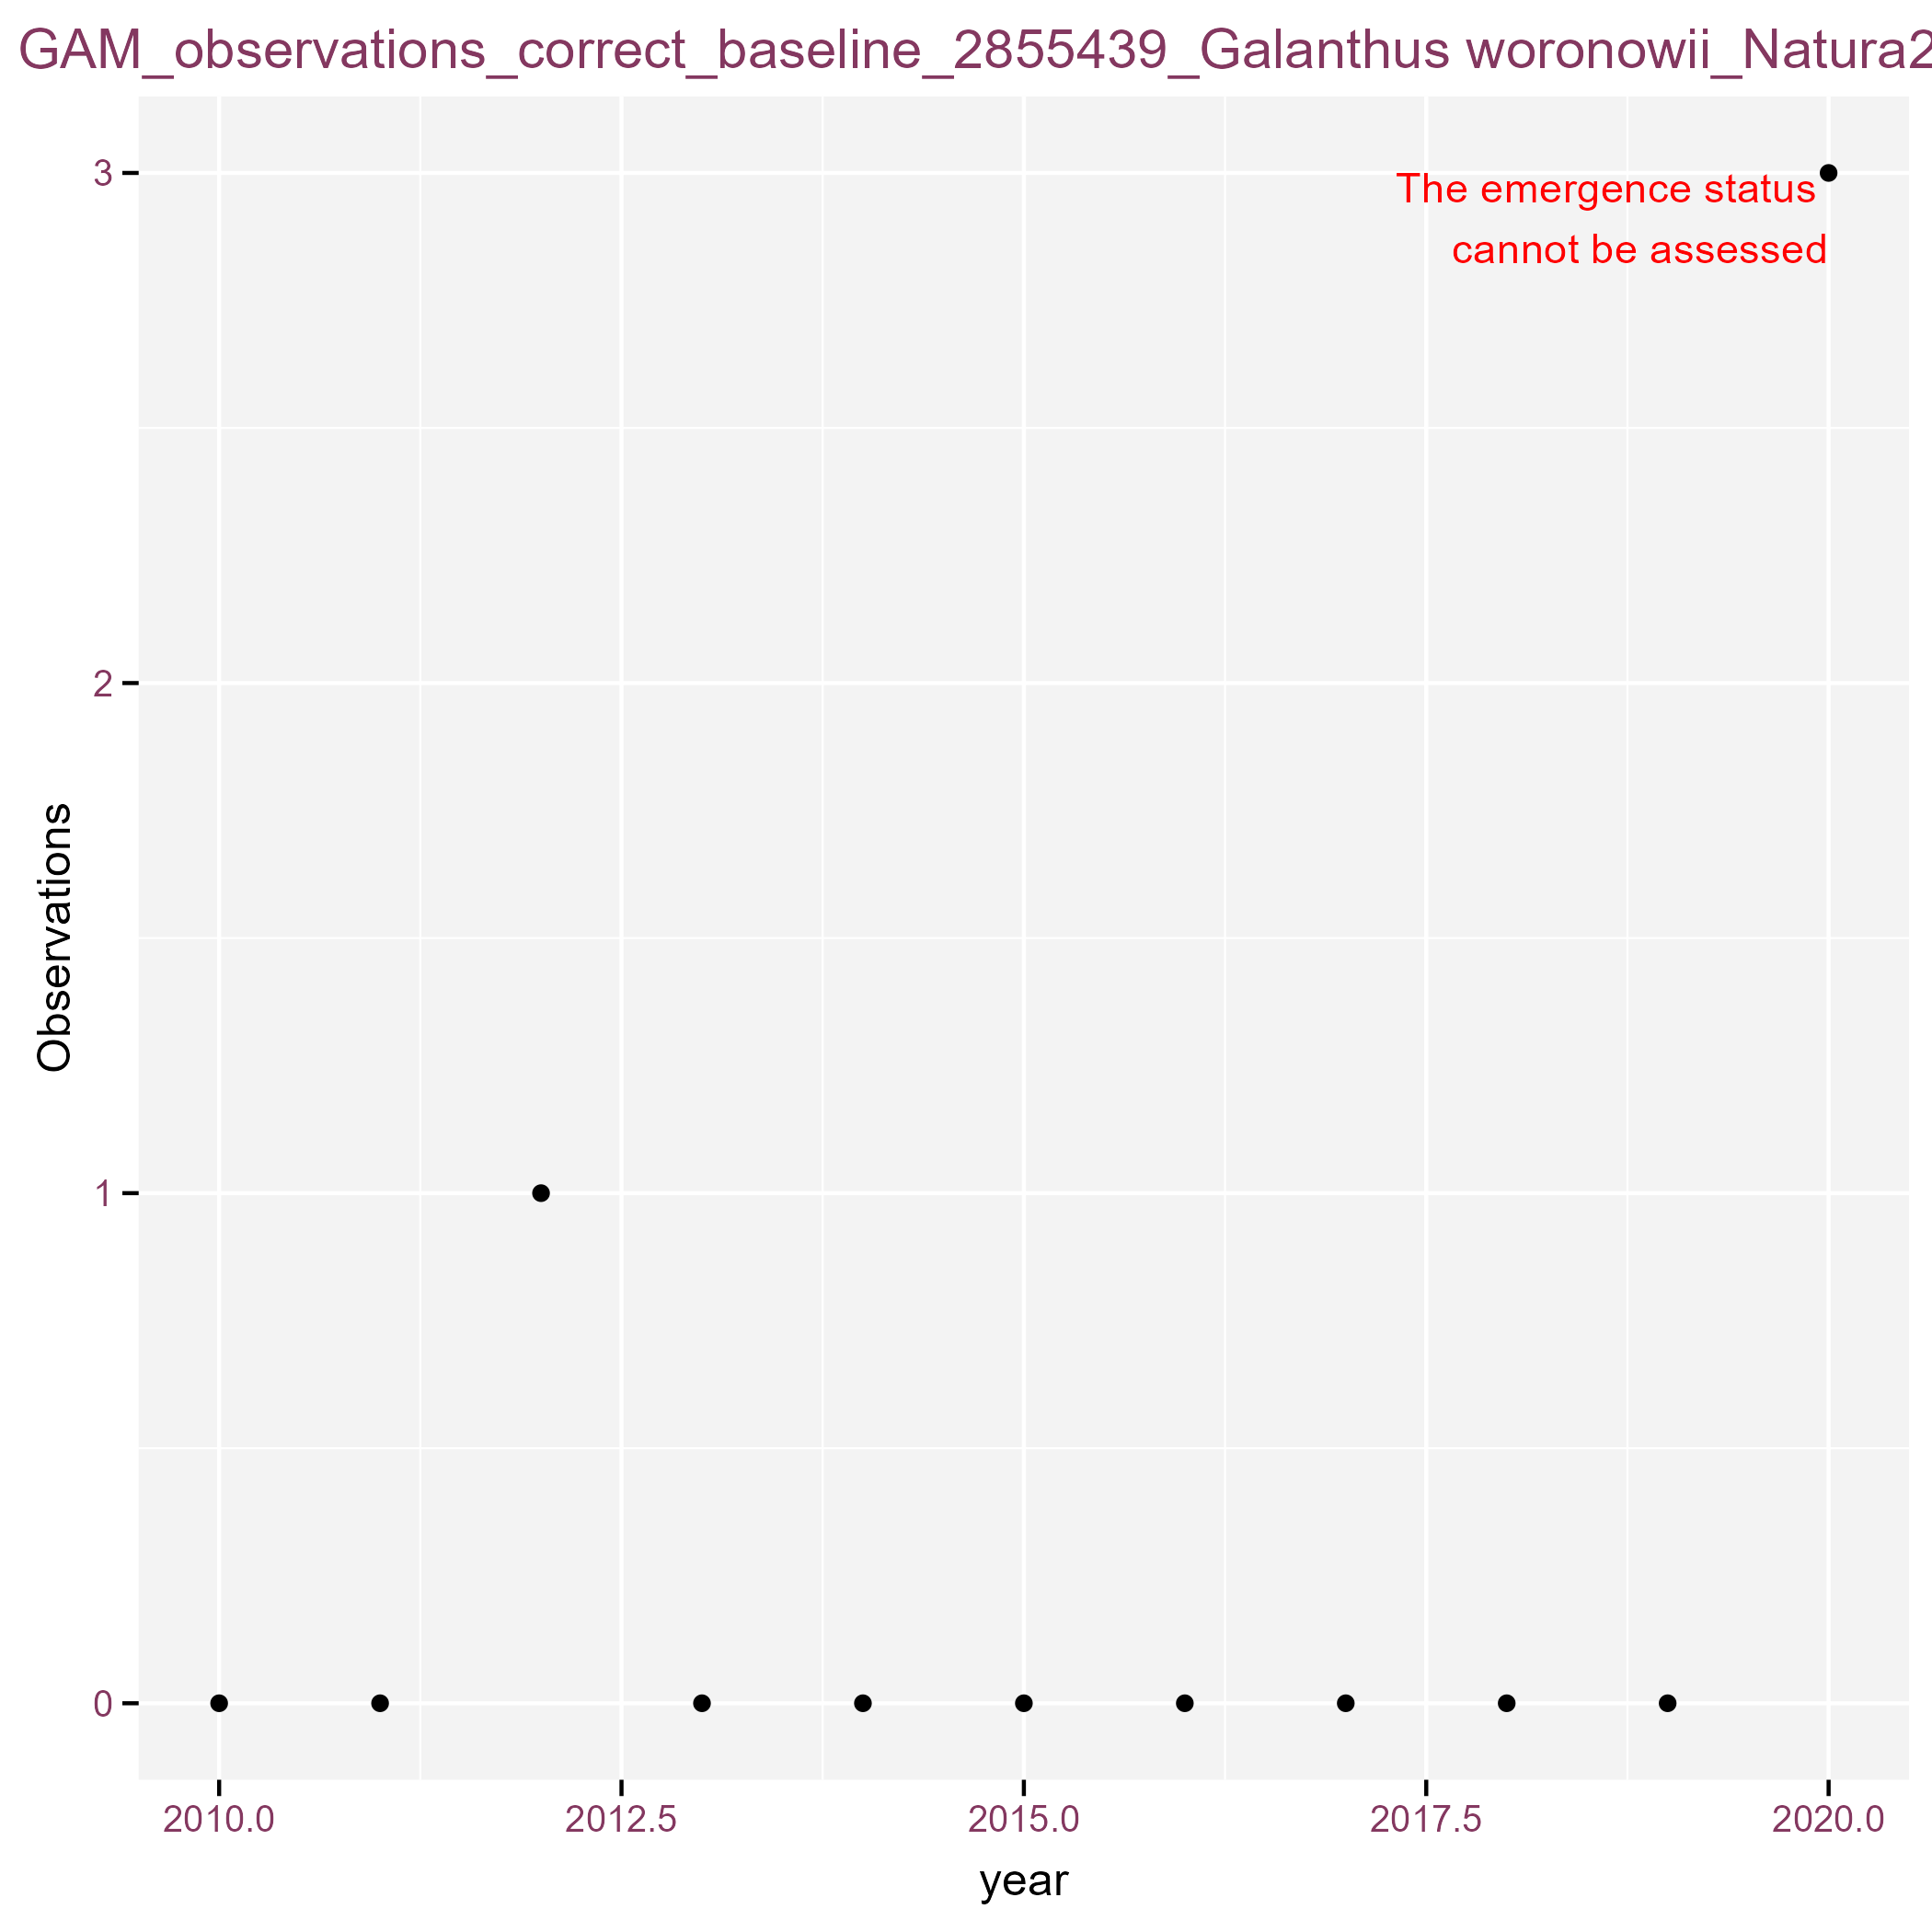 GAM_observations_correct_baseline_2855439_Galanthus woronowii_Natura2
3
The emergence status
cannot be assessed
2
Observations
1
0
2010.0 2012.5 2015.0 2017.5 2020.0
year